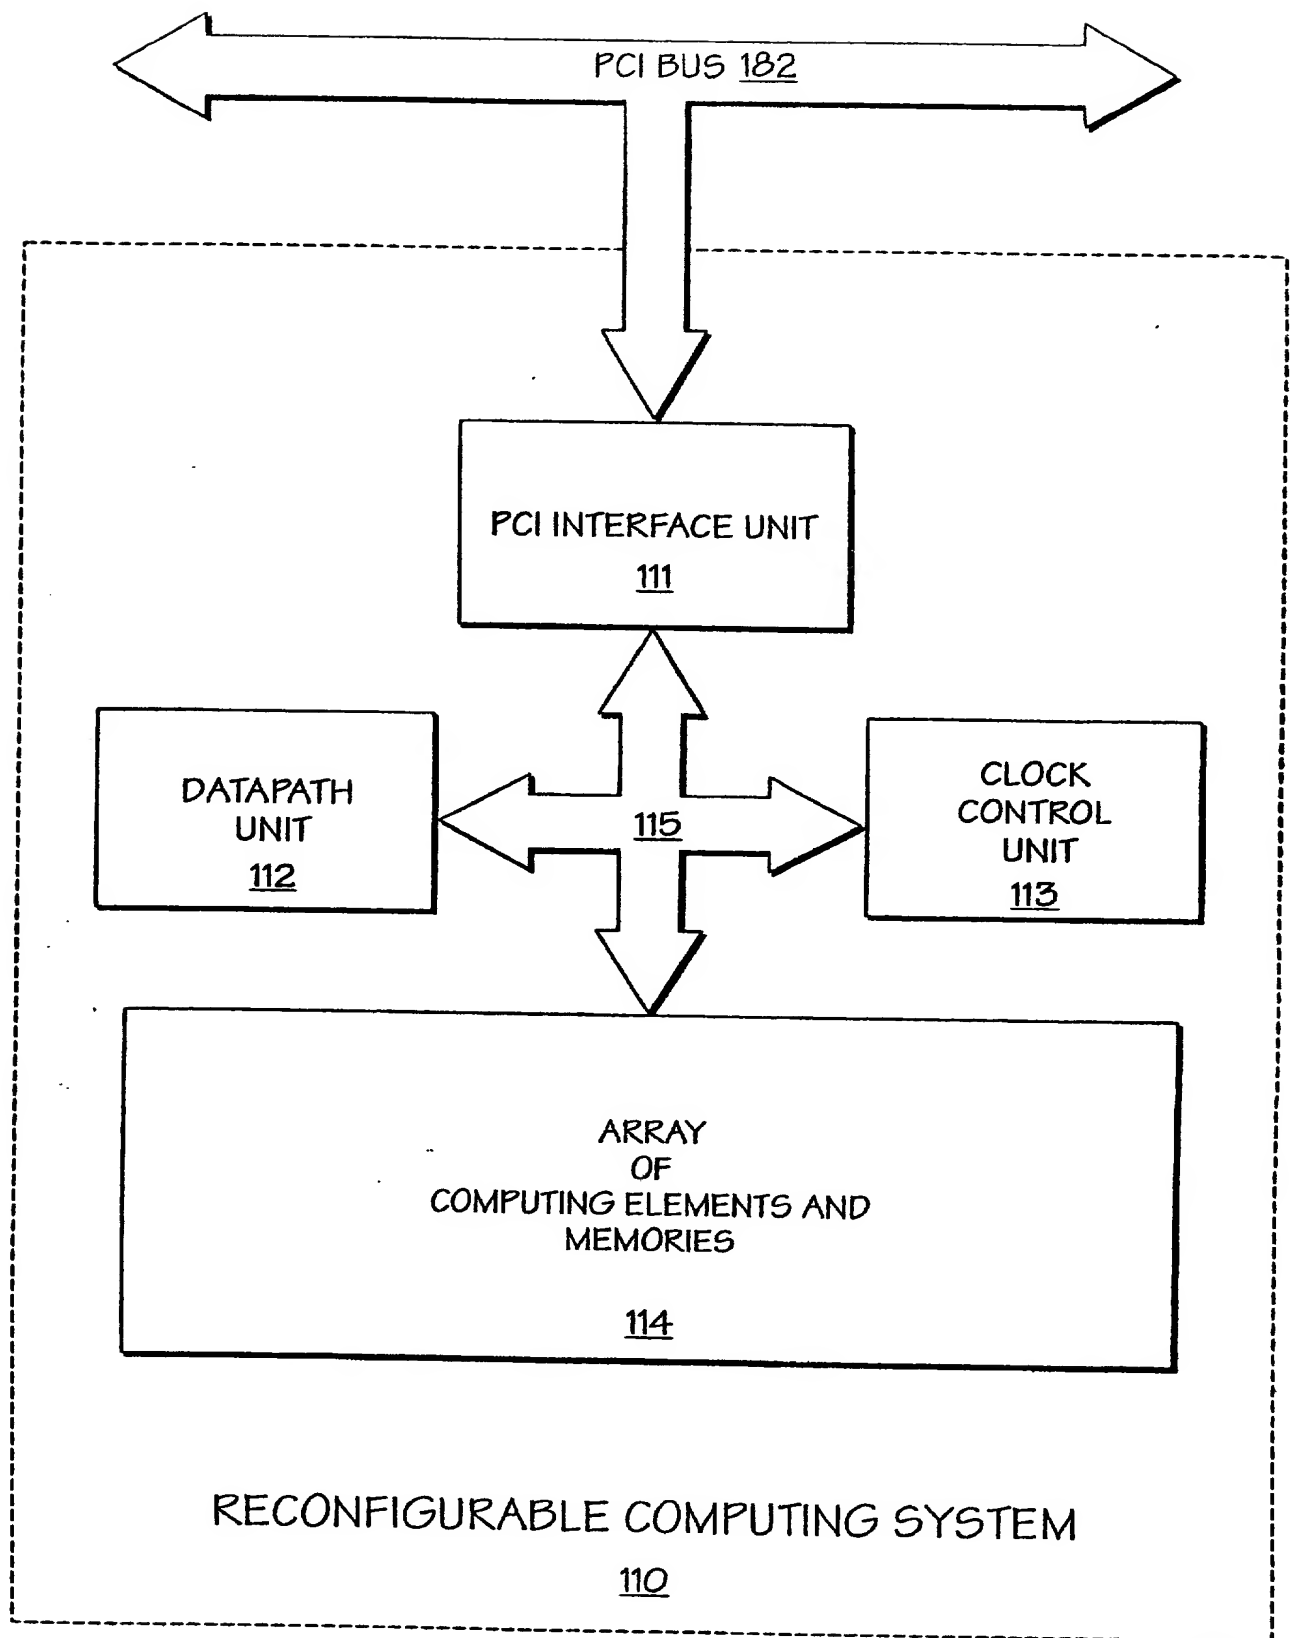 PCI BUS 182
PCI INTERFACE UNIT
111
DATAPATH
UNIT
112
115
CLOCK
CONTROL
UNIT
113
ARRAY
OF
COMPUTING ELEMENTS AND
MEMORIES
114
RECONFIGURABLE COMPUTING SYSTEM
110